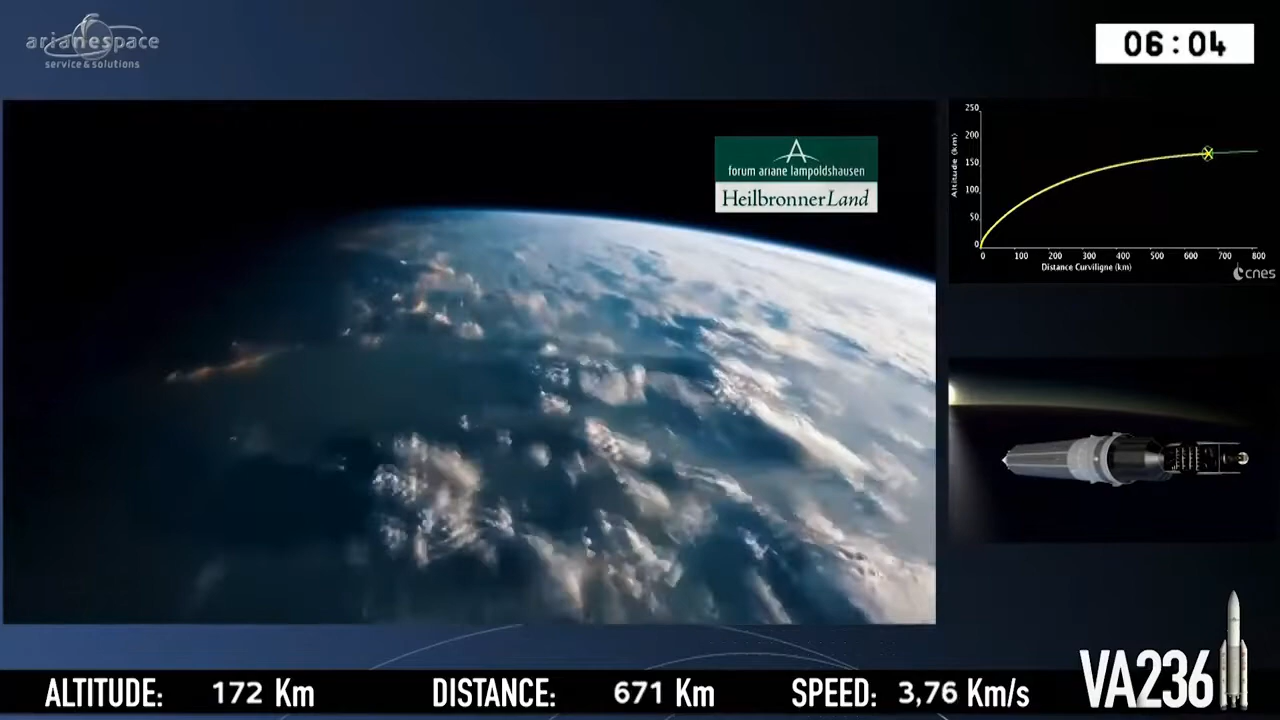 arianespace
service & solutions
06:04
forum ariane lampoldshausen
HeilbronnerLand
250
200
150
100
50
0
Altitude (km)
0 100 200 300 400 500 600 700 800
Distance Curviligne (km)
cnes
VA236
ALTITUDE: 172 Km DISTANCE: 671 Km SPEED: 3,76 Km/s